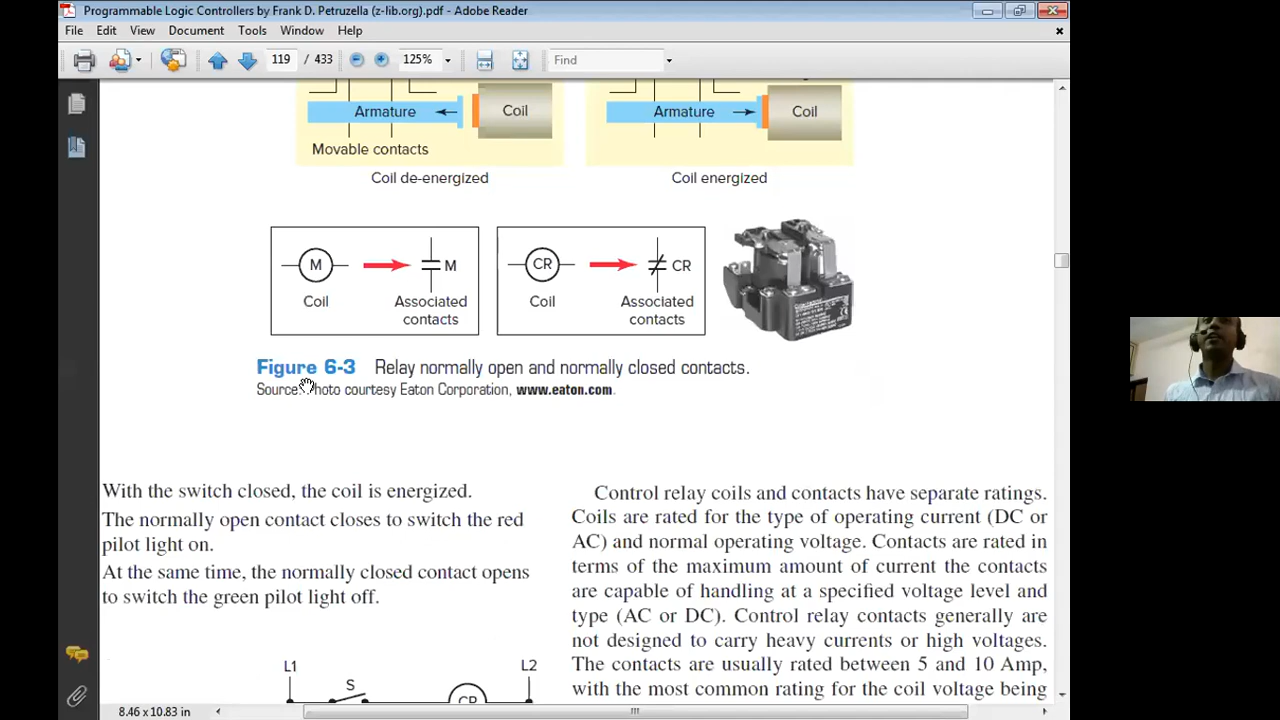 Programmable Logic Controllers by Frank D. Petruzella (z-lib.org).pdf - Adobe Reader
File Edit View Document Tools Window Help
119 / 433 125% Find
Armature Coil
Movable contacts
Coil de-energized
Armature Coil
Coil energized
M M
Coil Associated
contacts
CR CR
Coil Associated
contacts
Figure 6-3 Relay normally open and normally closed contacts.
Source: Photo courtesy Eaton Corporation, www.eaton.com.
With the switch closed, the coil is energized.
The normally open contact closes to switch the red
pilot light on.
At the same time, the normally closed contact opens
to switch the green pilot light off.
L1 L2
S
CR
Control relay coils and contacts have separate ratings.
Coils are rated for the type of operating current (DC or
AC) and normal operating voltage. Contacts are rated in
terms of the maximum amount of current the contacts
are capable of handling at a specified voltage level and
type (AC or DC). Control relay contacts generally are
not designed to carry heavy currents or high voltages.
The contacts are usually rated between 5 and 10 Amp,
with the most common rating for the coil voltage being
8.46 x 10.83 in